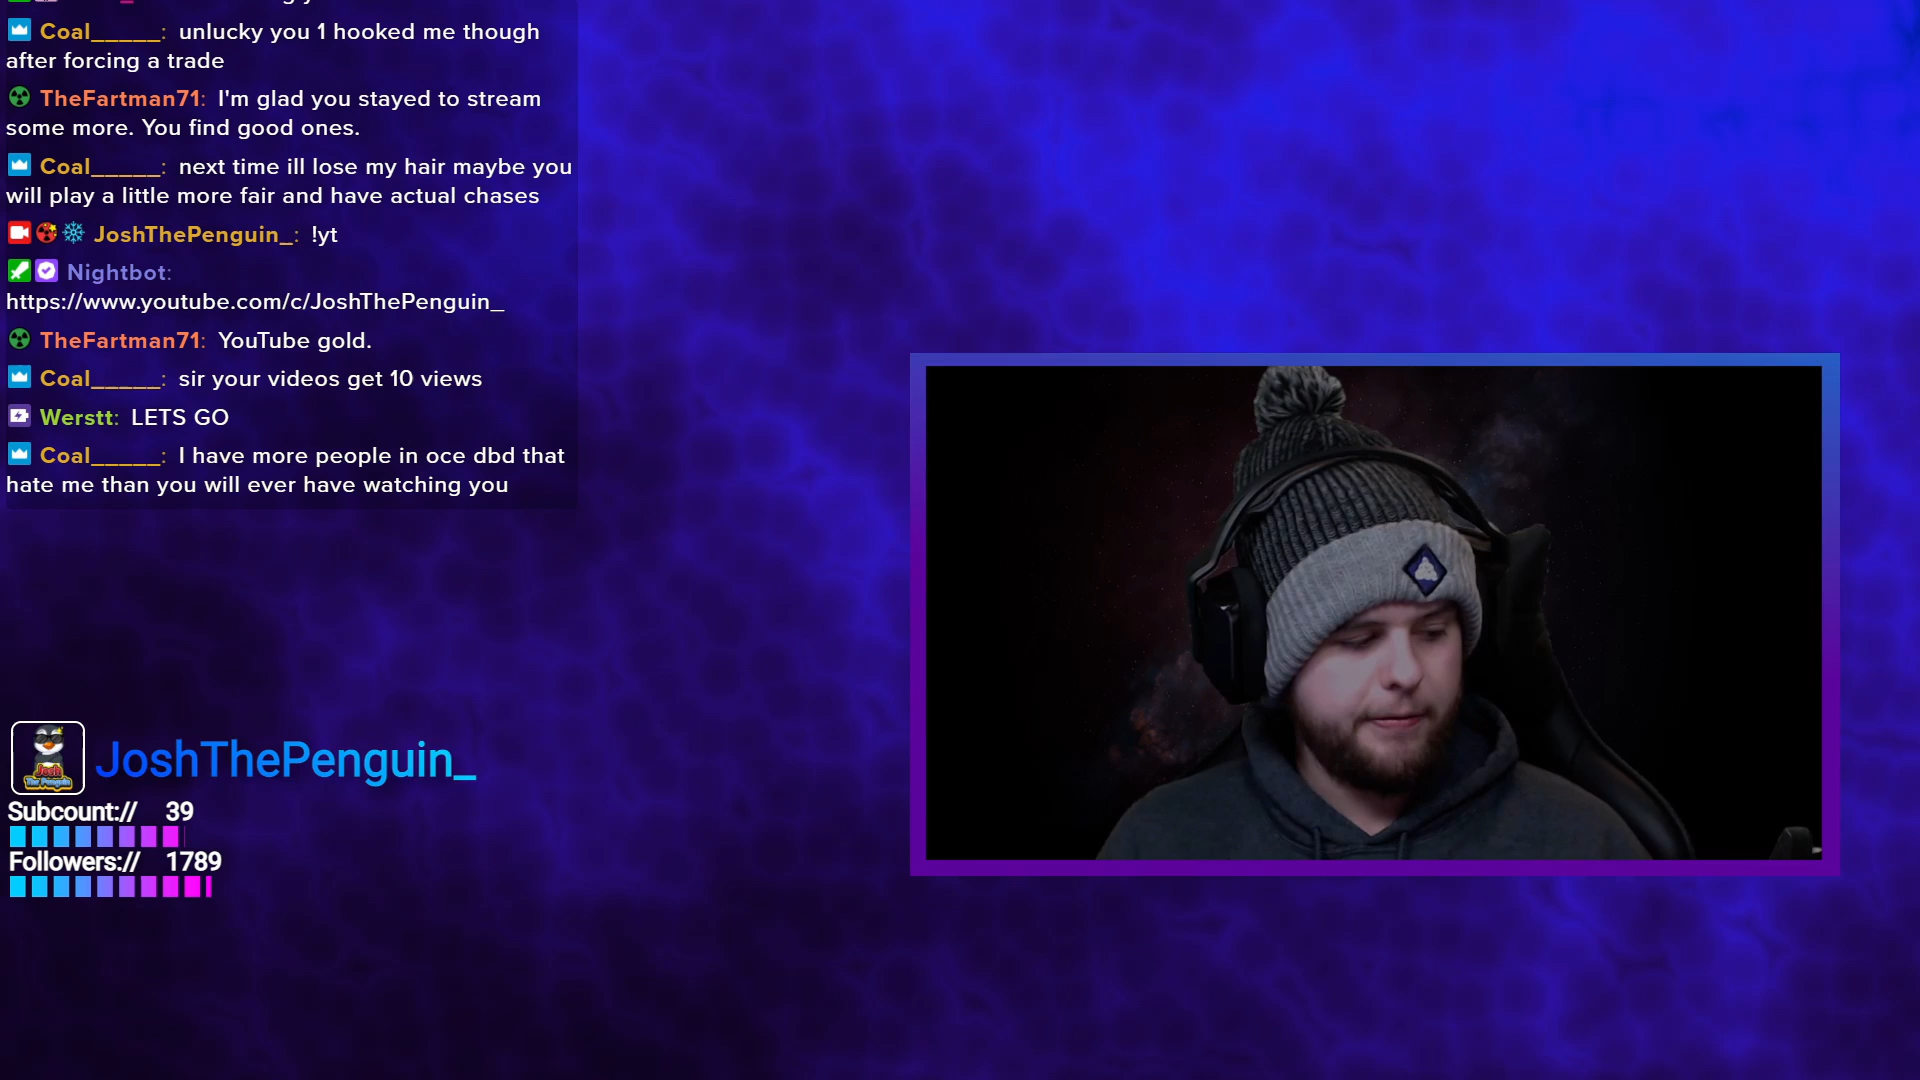 Coal_____: unlucky you 1 hooked me though
after forcing a trade
TheFartman71: I'm glad you stayed to stream
some more. You find good ones.
Coal_____: next time ill lose my hair maybe you
will play a little more fair and have actual chases
JoshThePenguin_: !yt
Nightbot:
https://www.youtube.com/c/JoshThePenguin_
TheFartman71: YouTube gold.
Coal_____: sir your videos get 10 views
Werstt: LETS GO
Coal_____: I have more people in oce dbd that
hate me than you will ever have watching you
Josh
The Penguin
JoshThePenguin_
Subcount:// 39
Followers:// 1789